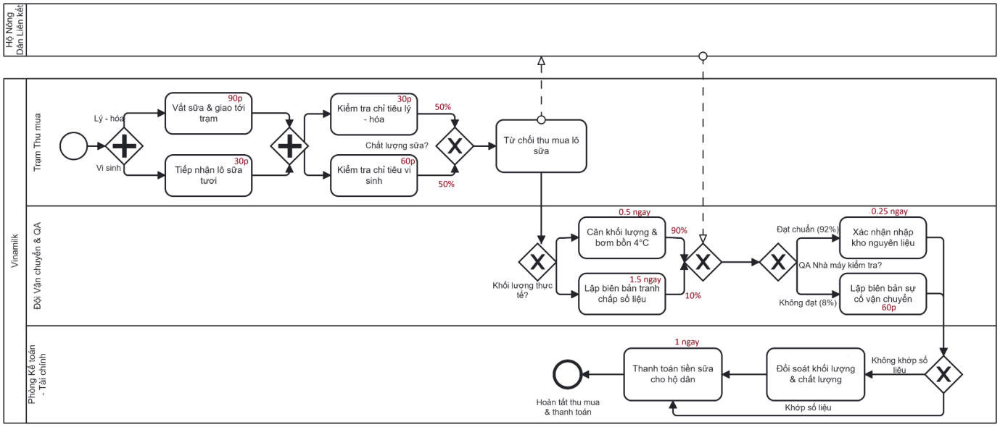 Hộ Nông
Dân Liên kết
Vinamilk
Trạm Thu mua
Lý - hóa
Vi sinh
90p
Vắt sữa & giao tới
trạm
30p
Tiếp nhận lô sữa
tươi
30p
Kiểm tra chỉ tiêu lý
- hóa
60p
Kiểm tra chỉ tiêu vi
sinh
50%
Chất lượng sữa?
50%
Từ chối thu mua lô
sữa
Đội Vận chuyển & QA
Khối lượng thực
tế?
0.5 ngay
Cân khối lượng &
bơm bồn 4°C
90%
1.5 ngay
Lập biên bản tranh
chấp số liệu
10%
Đạt chuẩn (92%)
QA Nhà máy kiểm tra?
Không đạt (8%)
0.25 ngay
Xác nhận nhập
kho nguyên liệu
Lập biên bản sự
cố vận chuyển
60p
Phòng Kế toán
- Tài chính
Hoàn tất thu mua
& thanh toán
1 ngay
Thanh toán tiền sữa
cho hộ dân
Đối soát khối lượng
& chất lượng
Không khớp số
liệu
Khớp số liệu